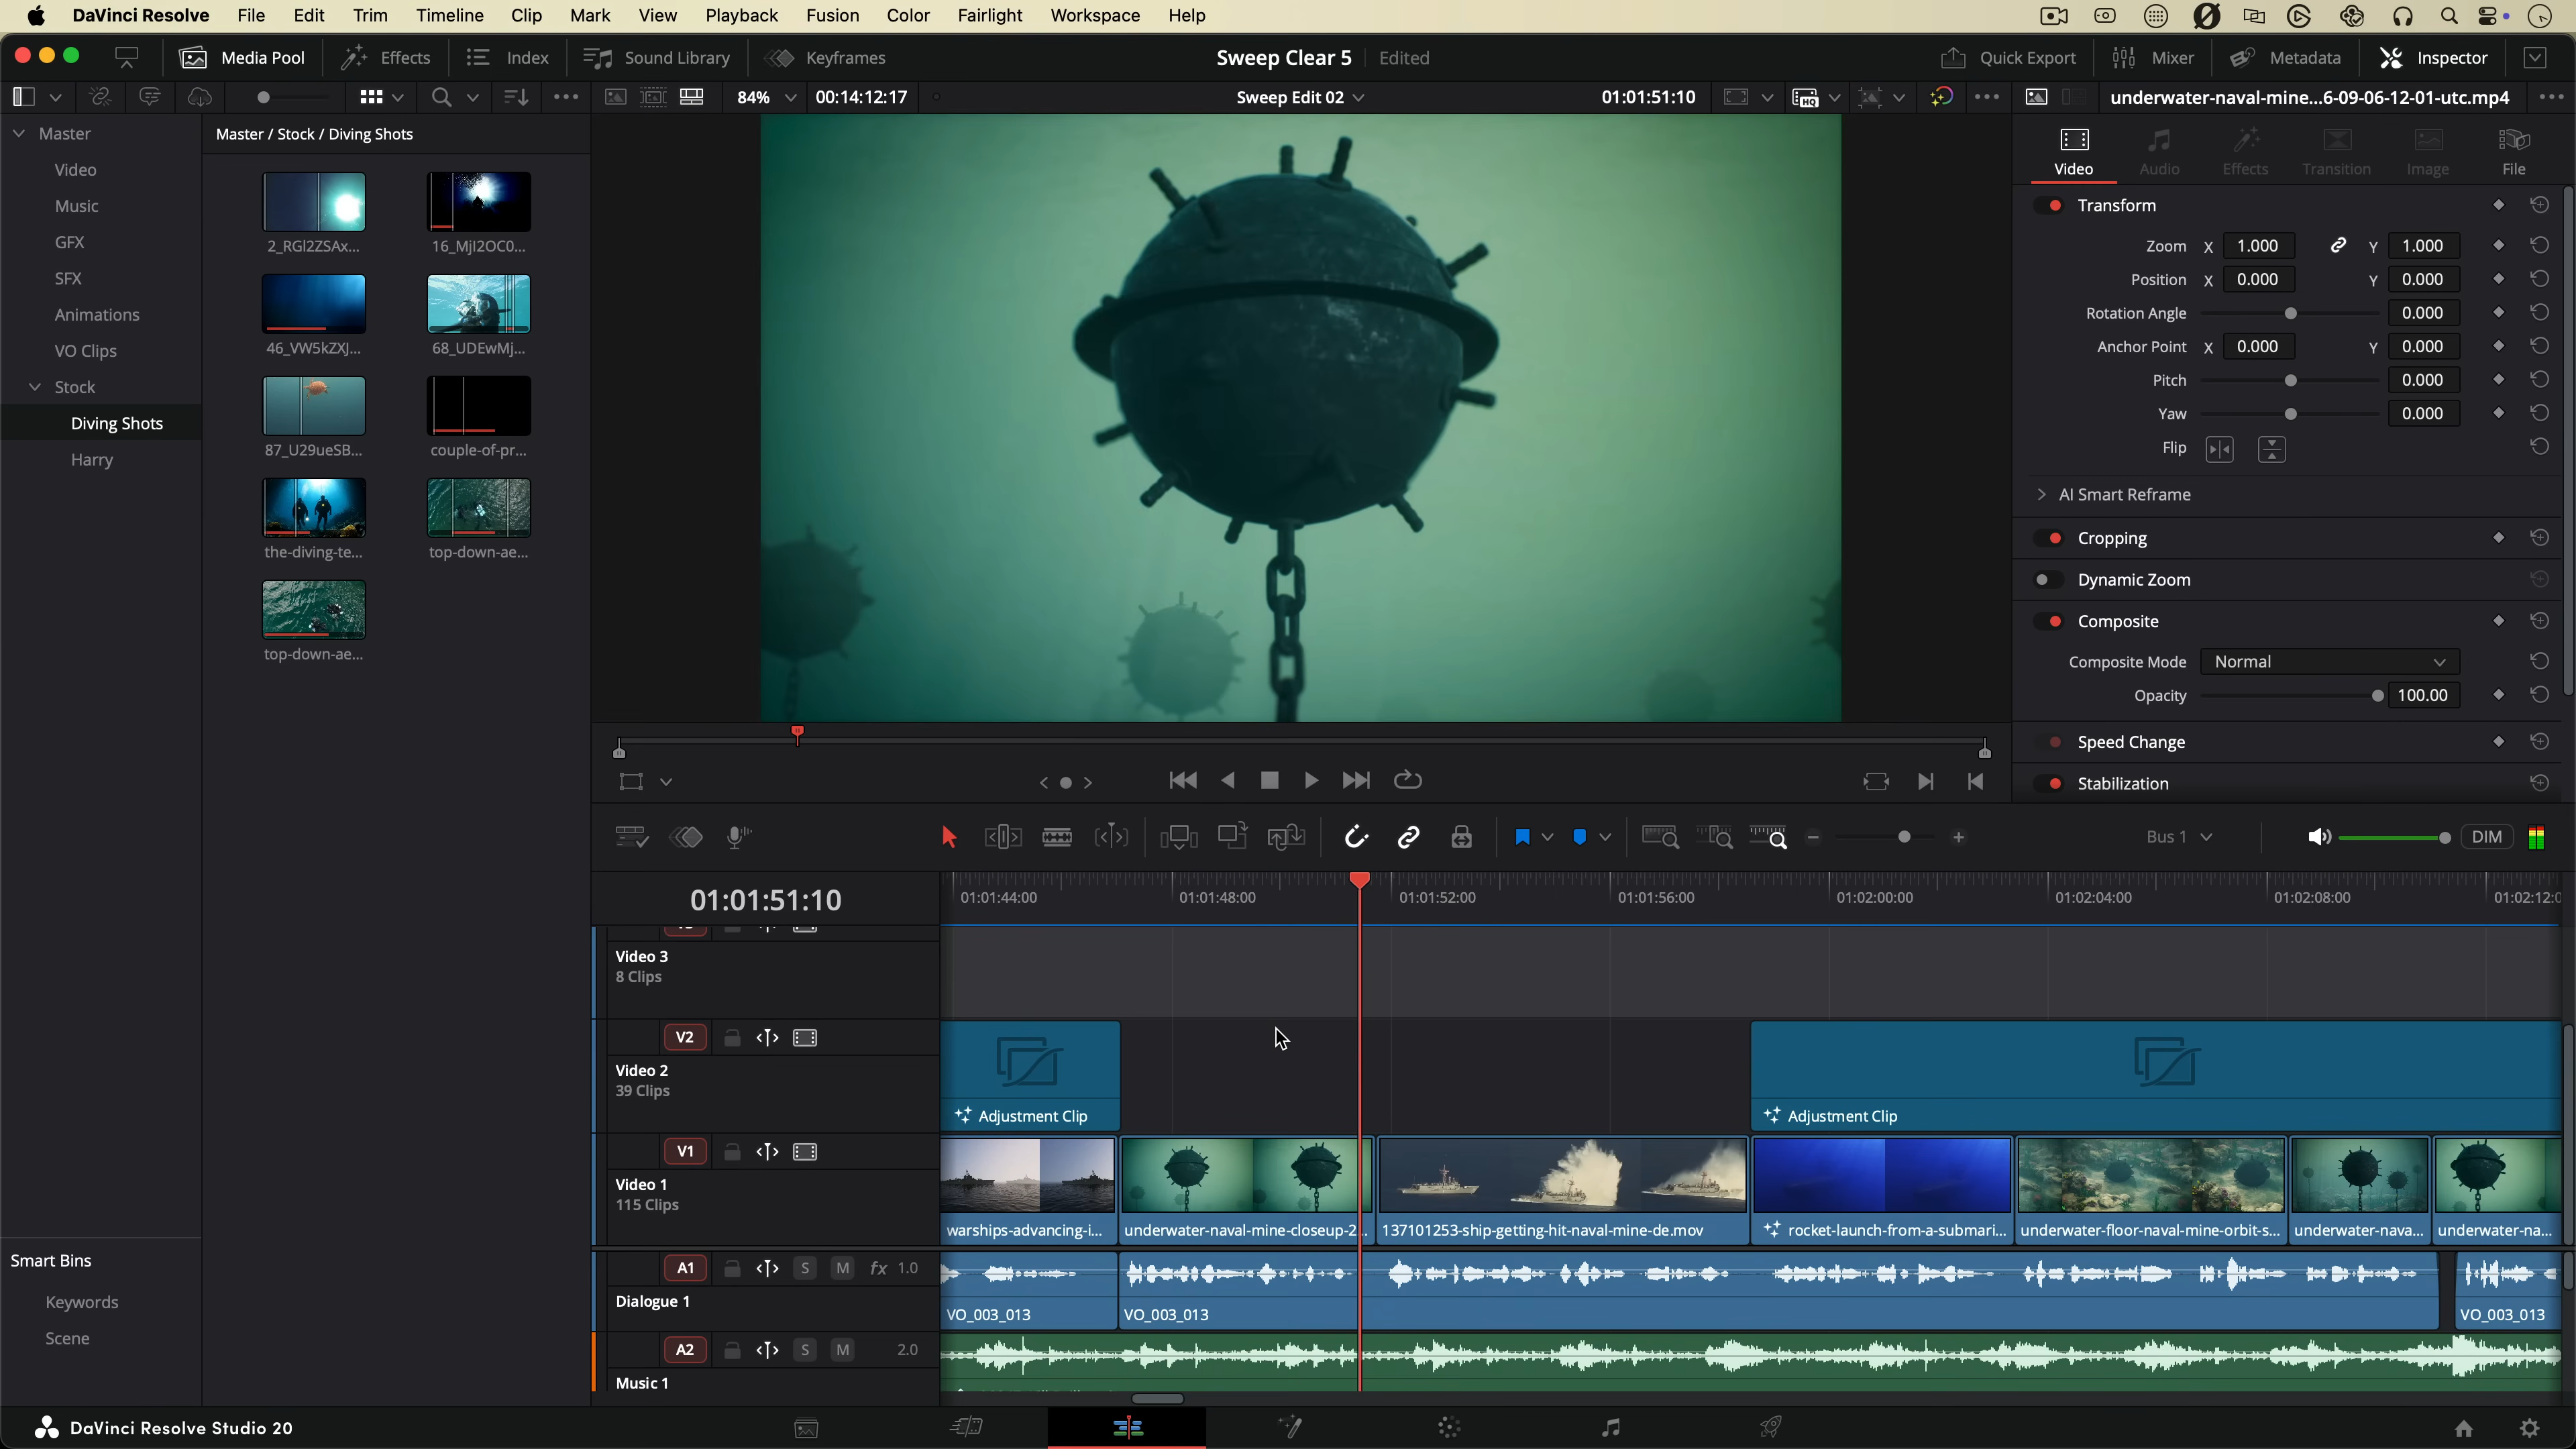 DaVinci Resolve File Edit Trim Timeline Clip Mark View Playback Fusion Color Fairlight Workspace Help
Media Pool Effects Index Sound Library Keyframes Sweep Clear 5 Edited Quick Export Mixer Metadata Inspector
84% 00:14:12:17 Sweep Edit 02 01:01:51:10 HQ underwater-naval-mine...6-09-06-12-01-utc.mp4
Master
Video
Music
GFX
SFX
Animations
VO Clips
Stock
Diving Shots
Harry
Smart Bins
Keywords
Scene
Master / Stock / Diving Shots
2_RGl2ZSAx... 16_MjI2OC0...
46_VW5kZXJ... 68_UDEwMj...
87_U29ueSB... couple-of-pr...
the-diving-te... top-down-ae...
top-down-ae...
Video Audio Effects Transition Image File
Transform
Zoom X 1.000 Y 1.000
Position X 0.000 Y 0.000
Rotation Angle 0.000
Anchor Point X 0.000 Y 0.000
Pitch 0.000
Yaw 0.000
Flip
AI Smart Reframe
Cropping
Dynamic Zoom
Composite
Composite Mode Normal
Opacity 100.00
Speed Change
Stabilization
Bus 1 DIM
01:01:51:10
01:01:44:00 01:01:48:00 01:01:52:00 01:01:56:00 01:02:00:00 01:02:04:00 01:02:08:00 01:02:12:0
Video 3
8 Clips
V2
Video 2
39 Clips
Adjustment Clip Adjustment Clip
V1
Video 1
115 Clips
warships-advancing-i... underwater-naval-mine-closeup-2... 137101253-ship-getting-hit-naval-mine-de.mov rocket-launch-from-a-submari... underwater-floor-naval-mine-orbit-s... underwater-nava... underwater-na...
A1 S M fx 1.0
Dialogue 1
VO_003_013 VO_003_013 VO_003_013
A2 S M 2.0
Music 1
DaVinci Resolve Studio 20